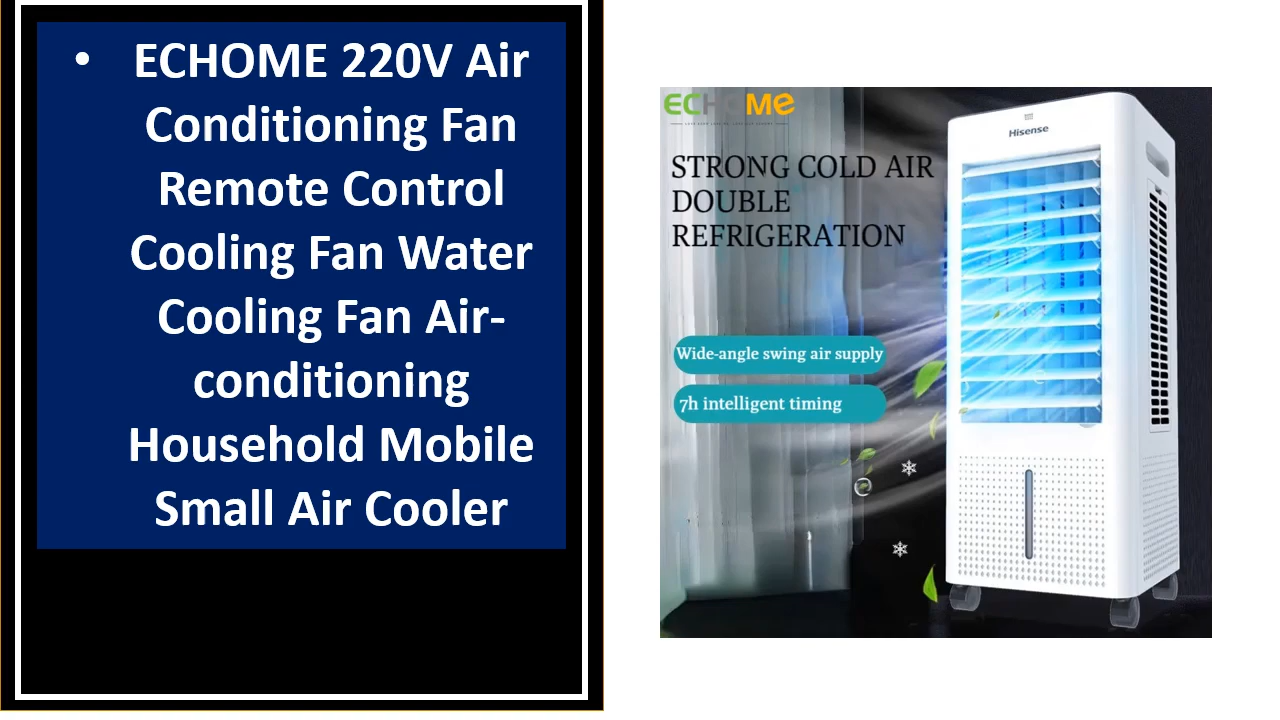 • ECHOME 220V Air
Conditioning Fan
Remote Control
Cooling Fan Water
Cooling Fan Air-
conditioning
Household Mobile
Small Air Cooler
ECHOMe
STRONG COLD AIR
DOUBLE
REFRIGERATION
Wide-angle swing air supply
7h intelligent timing
Hisense